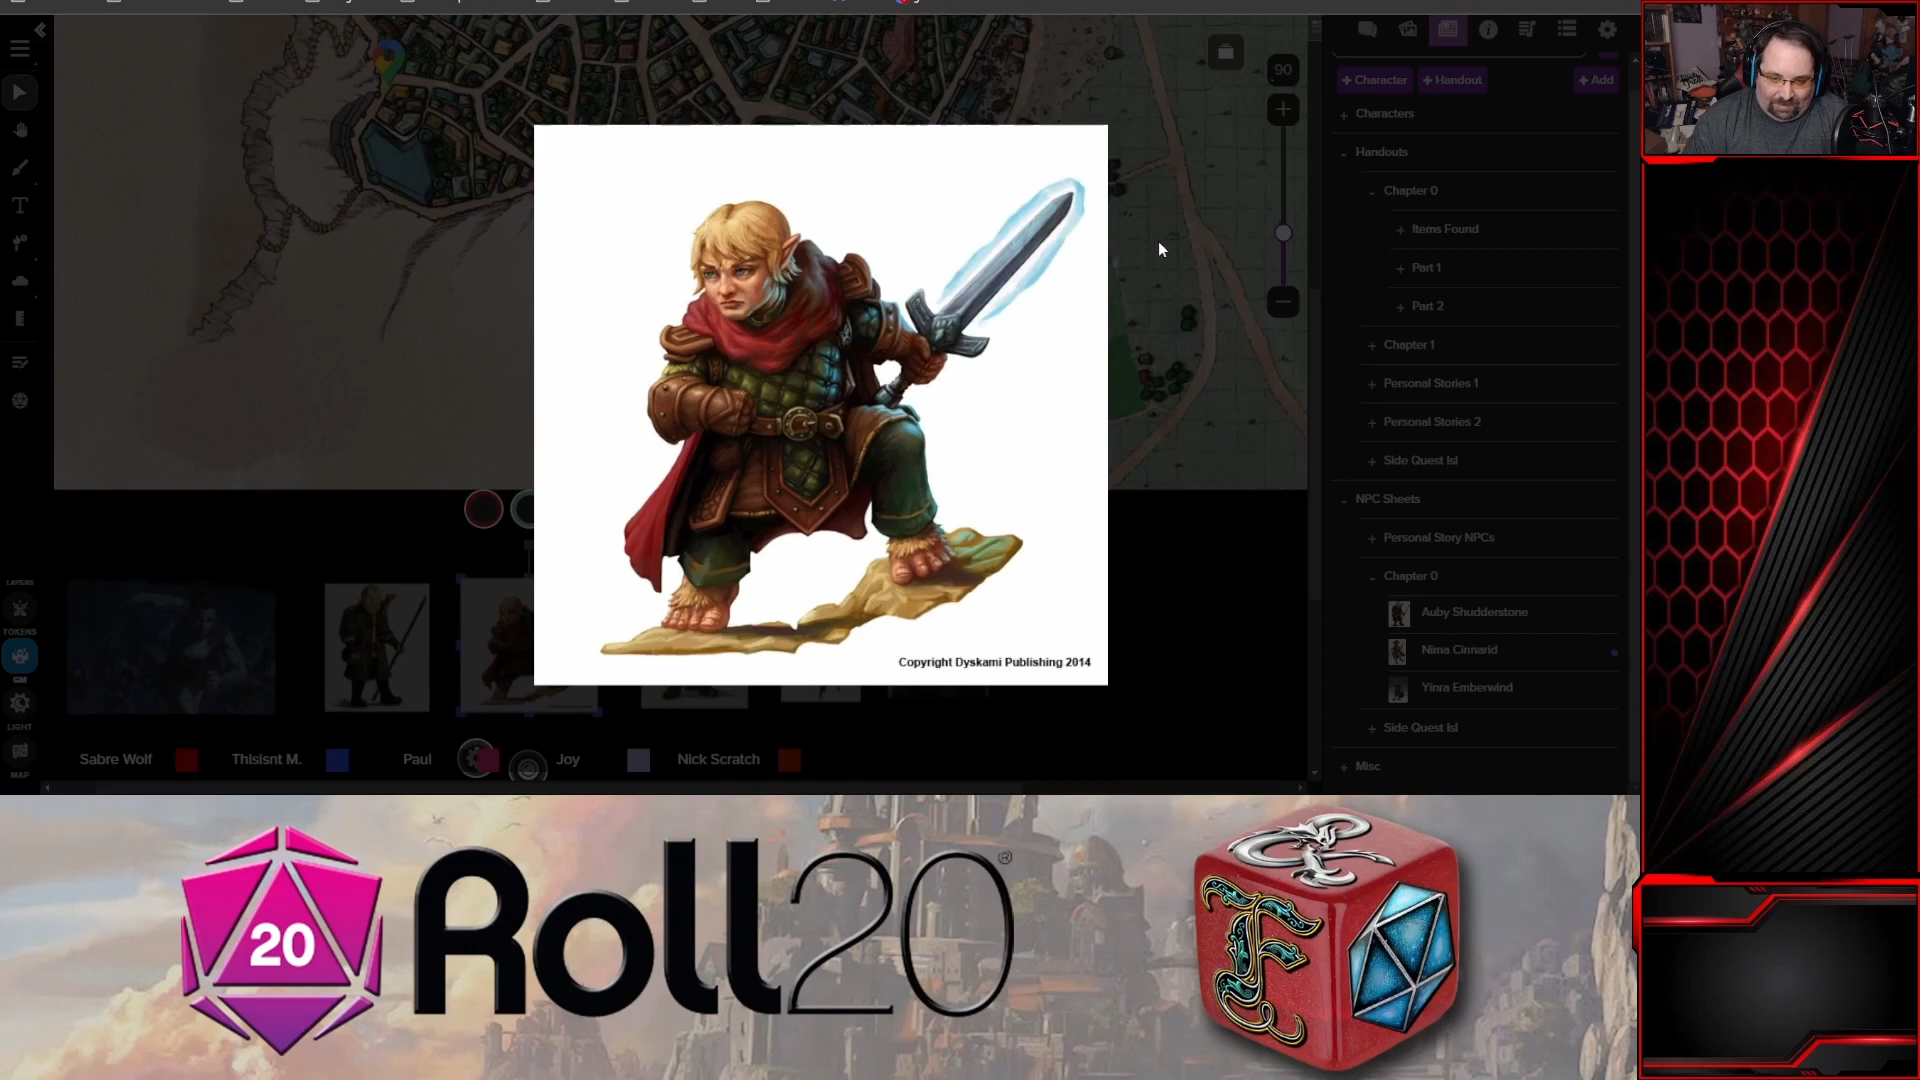 90
+ Character
+ Handout
+ Add
+ Characters
- Handouts
- Chapter 0
+ Items Found
+ Part 1
+ Part 2
+ Chapter 1
+ Personal Stories 1
+ Personal Stories 2
+ Side Quest Isl
- NPC Sheets
+ Personal Story NPCs
- Chapter 0
Auby Shudderstone
Nima Cinnarid
Yinra Emberwind
+ Side Quest Isl
+ Misc
LAYERS
TOKENS
GM
LIGHT
MAP
Copyright Dyskami Publishing 2014
Sabre Wolf
Thisisnt M.
Paul
Joy
Nick Scratch
20
Roll20®
E